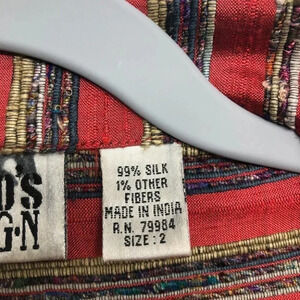 O'S
G·N
99% SILK
1% OTHER
FIBERS
MADE IN INDIA
R.N. 79984
SIZE : 2